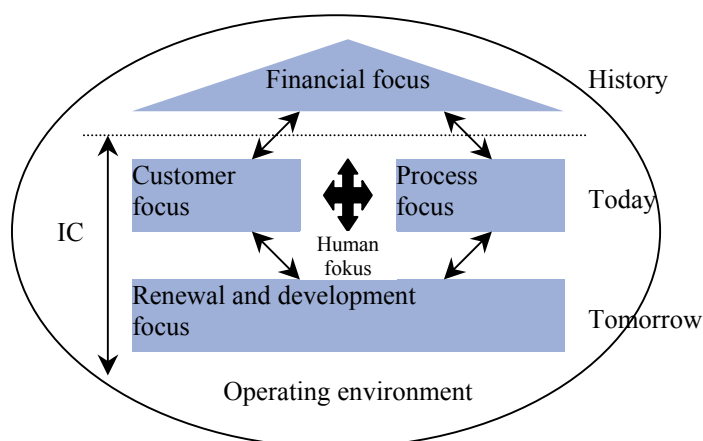 Financial focus
History
Customer
focus
Process
focus
Today
IC
Human
fokus
Renewal and development
focus
Tomorrow
Operating environment